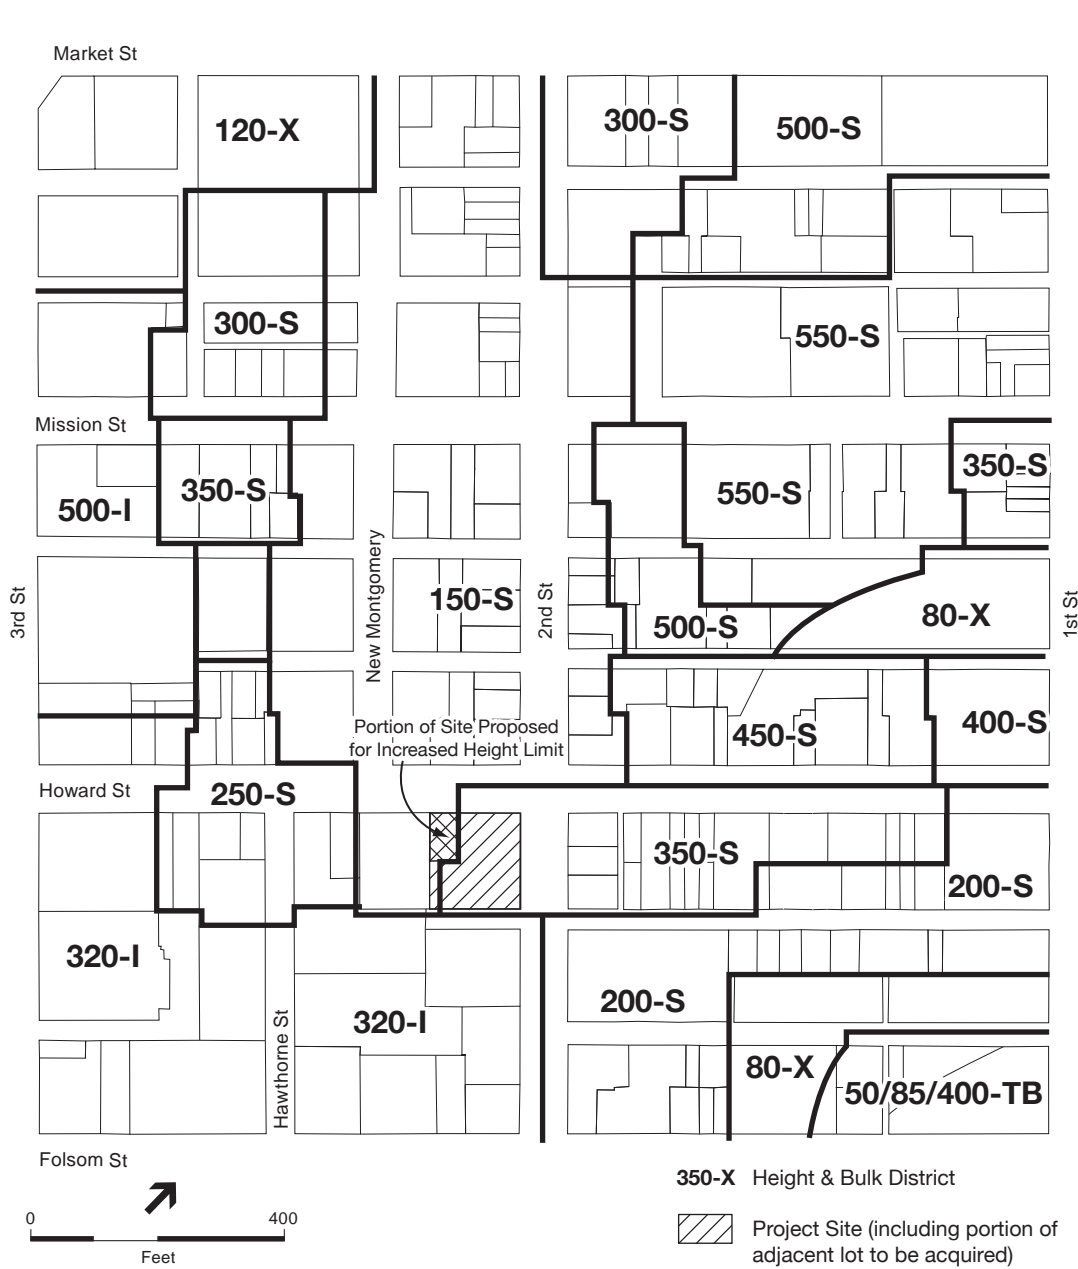 Market St
120-X
300-S
500-S
300-S
550-S
Mission St
500-I
350-S
550-S
350-S
3rd St
New Montgomery
150-S
2nd St
500-S
80-X
1st St
Portion of Site Proposed
for Increased Height Limit
450-S
400-S
Howard St
250-S
350-S
200-S
320-I
Hawthorne St
320-I
200-S
80-X
50/85/400-TB
Folsom St
350-X Height & Bulk District
0 400
Feet
Project Site (including portion of
adjacent lot to be acquired)